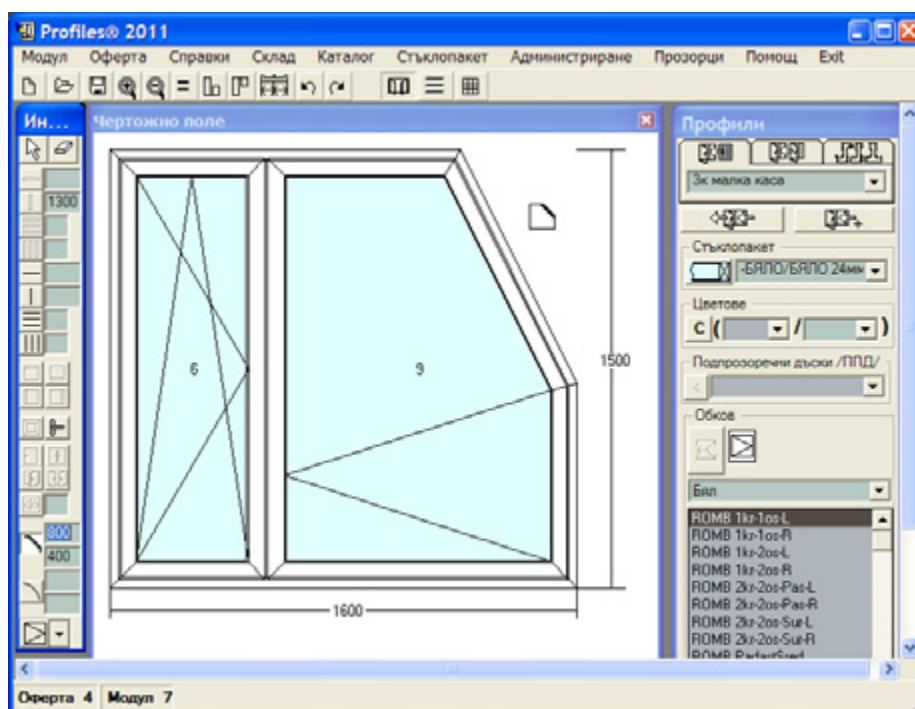 Profiles® 2011
Модул Оферта Справки Склад Каталог Стъклопакет Администриране Прозорци Помощ Exit
Ин...
Чертожно поле
Профили
3к малка каса
1300
Стъклопакет
-БЯЛО/БЯЛО 24мм
Цветове
C ( / )
6
9
1500
Подпрозоречни дъски /ППД/
Обков
Бял
800
400
ROMB 1kr-1os-L
ROMB 1kr-1os-R
ROMB 1kr-2os-L
ROMB 1kr-2os-R
ROMB 2kr-2os-Pas-L
ROMB 2kr-2os-Pas-R
ROMB 2kr-2os-Sur-L
ROMB 2kr-2os-Sur-R
1600
Оферта 4 Модул 7